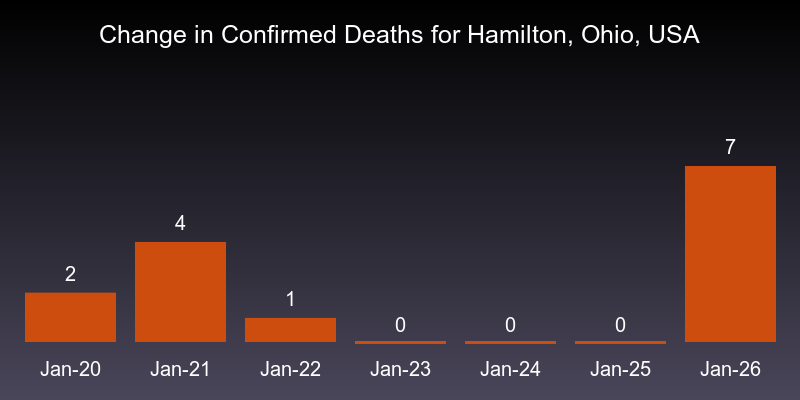 Change in Confirmed Deaths for Hamilton, Ohio, USA
7
4
2
1
0 0 0
Jan-20 Jan-21 Jan-22 Jan-23 Jan-24 Jan-25 Jan-26